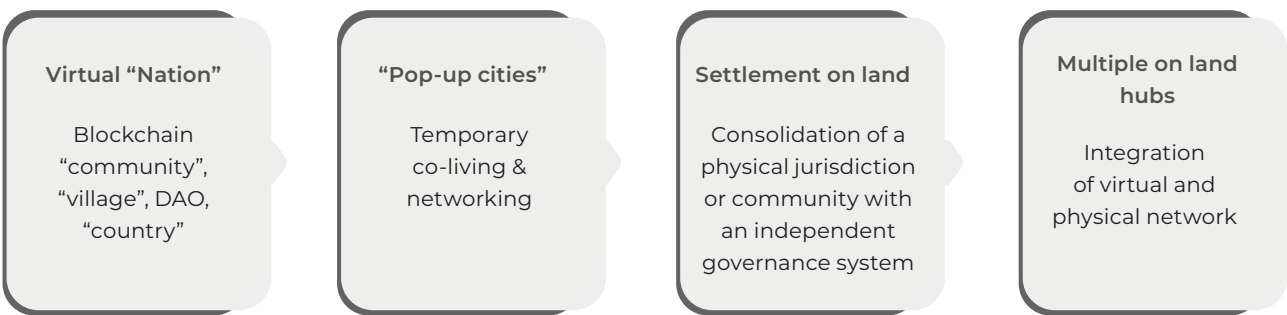 Virtual “Nation”
Blockchain
“community”,
“village”, DAO,
“country”
“Pop-up cities”
Temporary
co-living &
networking
Settlement on land
Consolidation of a
physical jurisdiction
or community with
an independent
governance system
Multiple on land
hubs
Integration
of virtual and
physical network